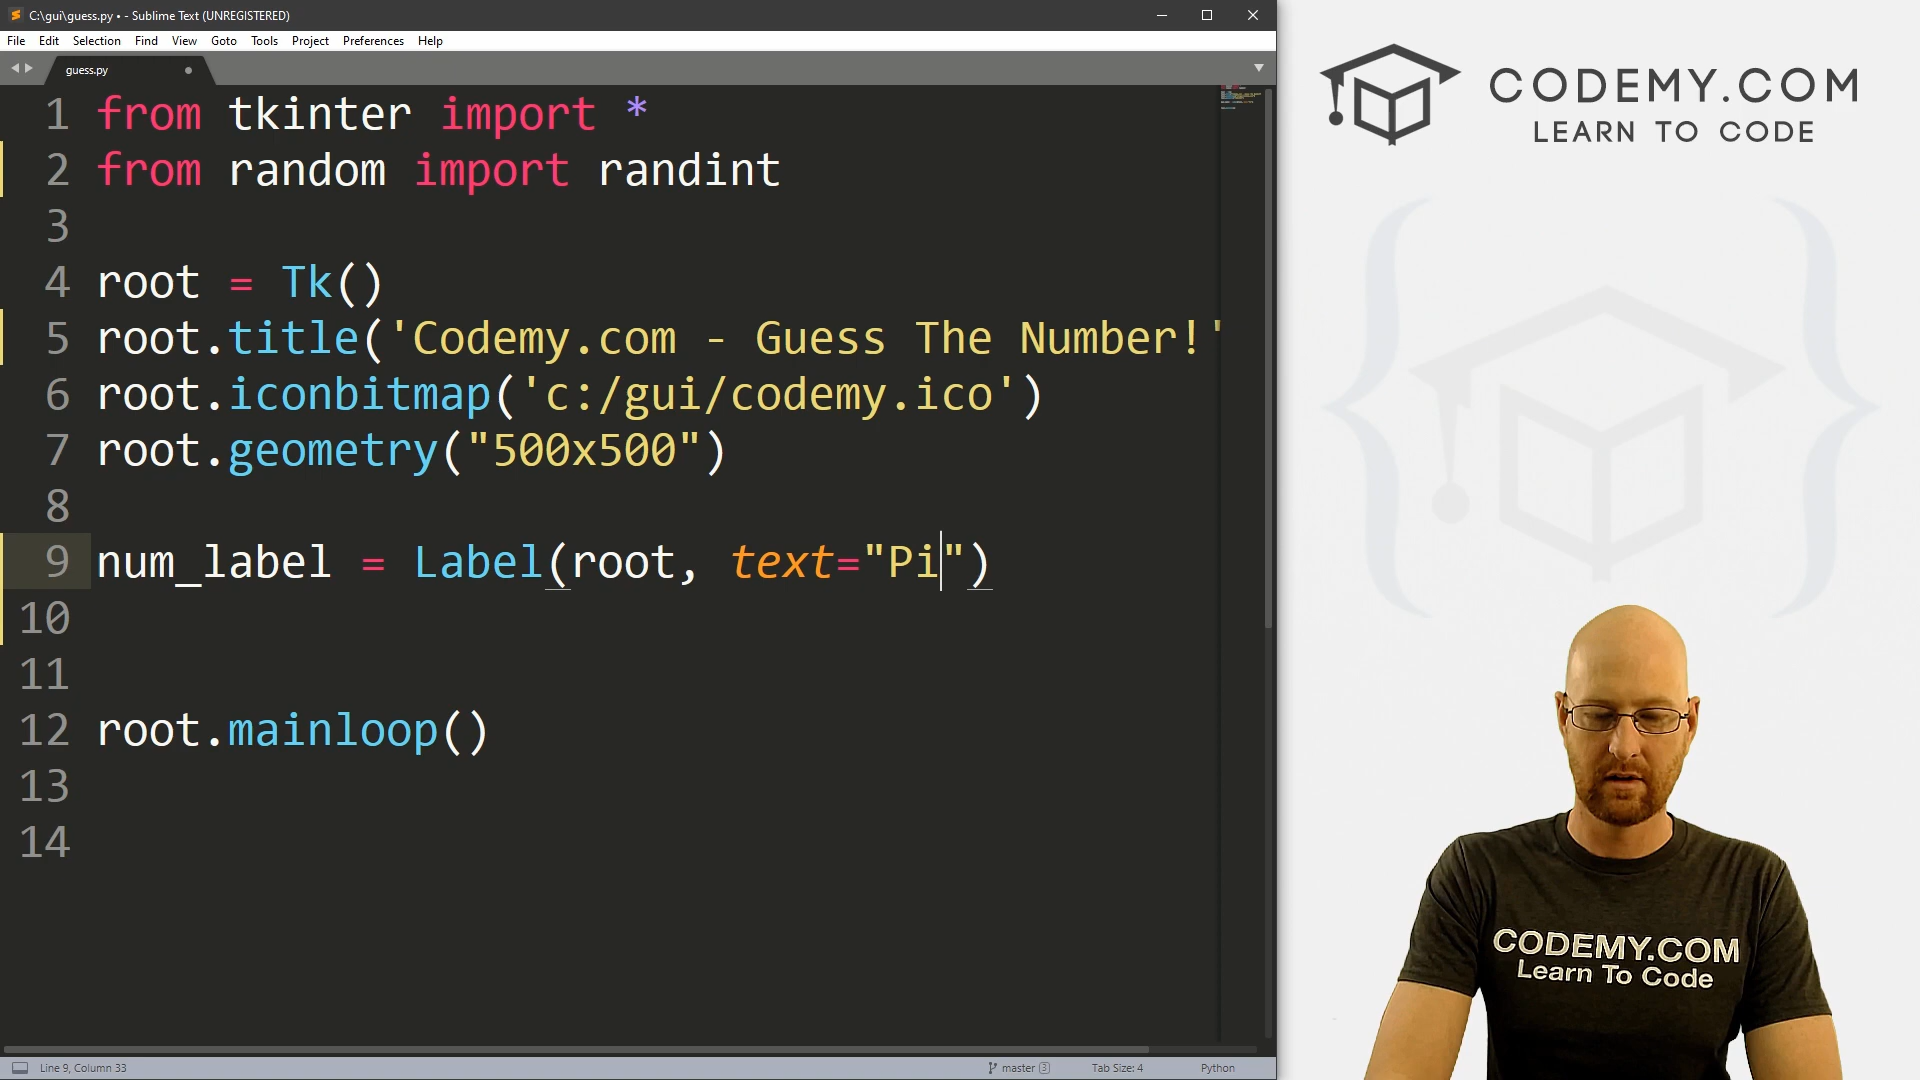 C:\gui\guess.py • - Sublime Text (UNREGISTERED)
File Edit Selection Find View Goto Tools Project Preferences Help
guess.py
1 from tkinter import *
2 from random import randint
3
4 root = Tk()
5 root.title('Codemy.com - Guess The Number!'
6 root.iconbitmap('c:/gui/codemy.ico')
7 root.geometry("500x500")
8
9 num_label = Label(root, text="Pi")
10
11
12 root.mainloop()
13
14
Line 9, Column 33
master 3
Tab Size: 4
Python
CODEMY.COM
LEARN TO CODE
CODEMY.COM
Learn To Code